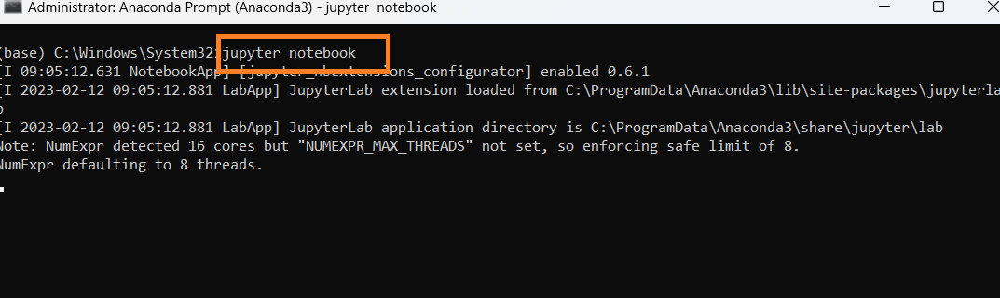 Administrator: Anaconda Prompt (Anaconda3) - jupyter notebook
(base) C:\Windows\System32>jupyter notebook
[I 09:05:12.631 NotebookApp] [jupyter_nbextensions_configurator] enabled 0.6.1
[I 2023-02-12 09:05:12.881 LabApp] JupyterLab extension loaded from C:\ProgramData\Anaconda3\lib\site-packages\jupyterla
b
[I 2023-02-12 09:05:12.881 LabApp] JupyterLab application directory is C:\ProgramData\Anaconda3\share\jupyter\lab
Note: NumExpr detected 16 cores but "NUMEXPR_MAX_THREADS" not set, so enforcing safe limit of 8.
NumExpr defaulting to 8 threads.